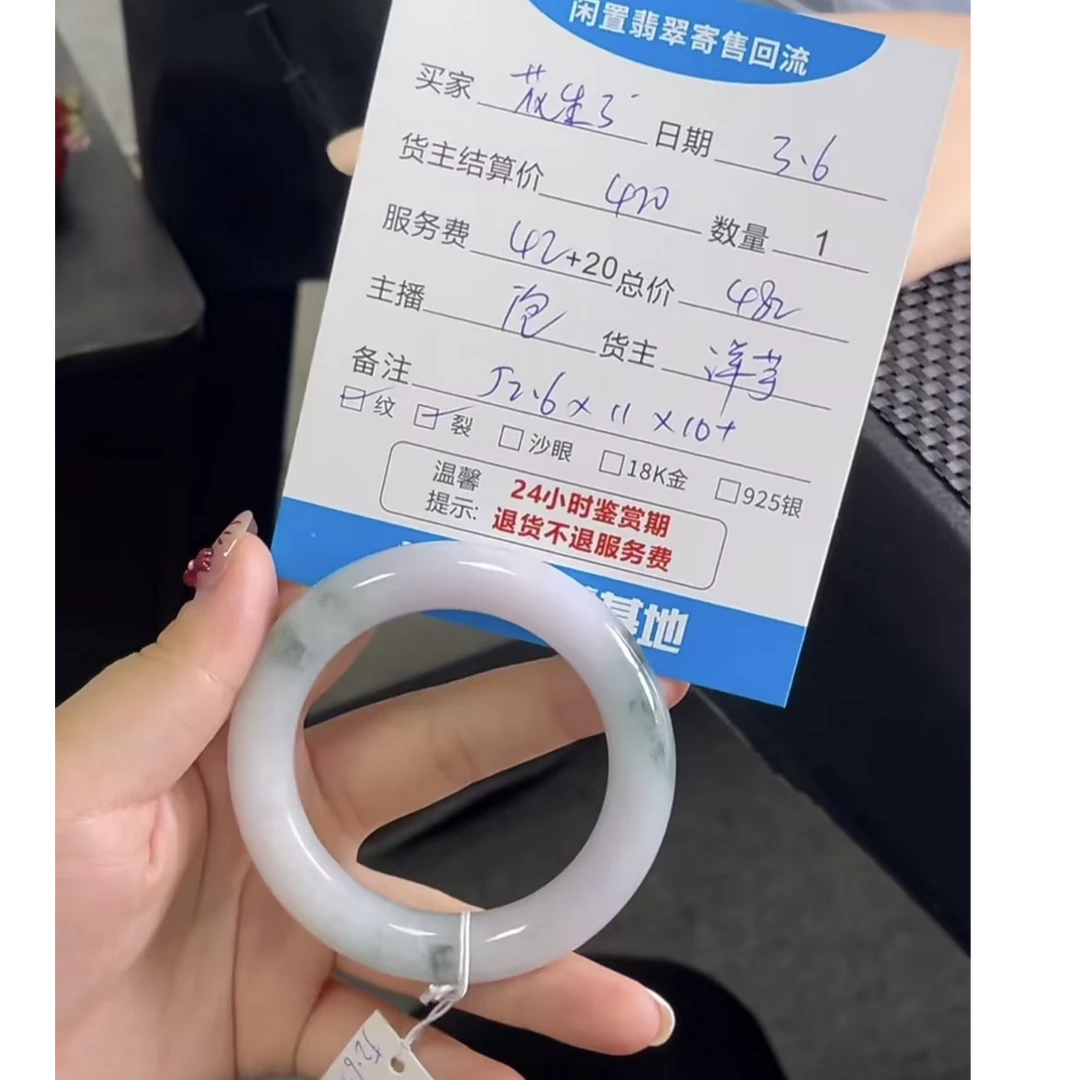 闲置翡翠寄售回流
买家 花生了 日期 3.6
货主结算价 420 数量 1
服务费 42+20 总价 482
主播 泡 货主 洋芋
备注 52.6×11×10+
☑纹 ☑裂 □沙眼 □18K金 □925银
温馨提示: 24小时鉴赏期
退货不退服务费
基地
52.6